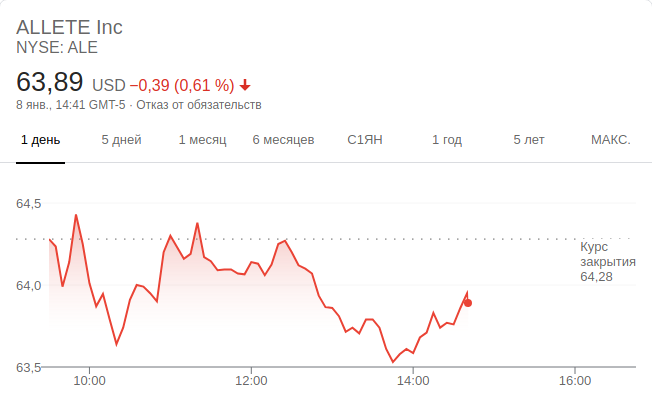 ALLETE Inc
NYSE: ALE
63,89 USD −0,39 (0,61 %)
8 янв., 14:41 GMT-5 · Отказ от обязательств
1 день 5 дней 1 месяц 6 месяцев С1ЯН 1 год 5 лет МАКС.
64,5
Курс
закрытия
64,28
64,0
63,5
10:00 12:00 14:00 16:00